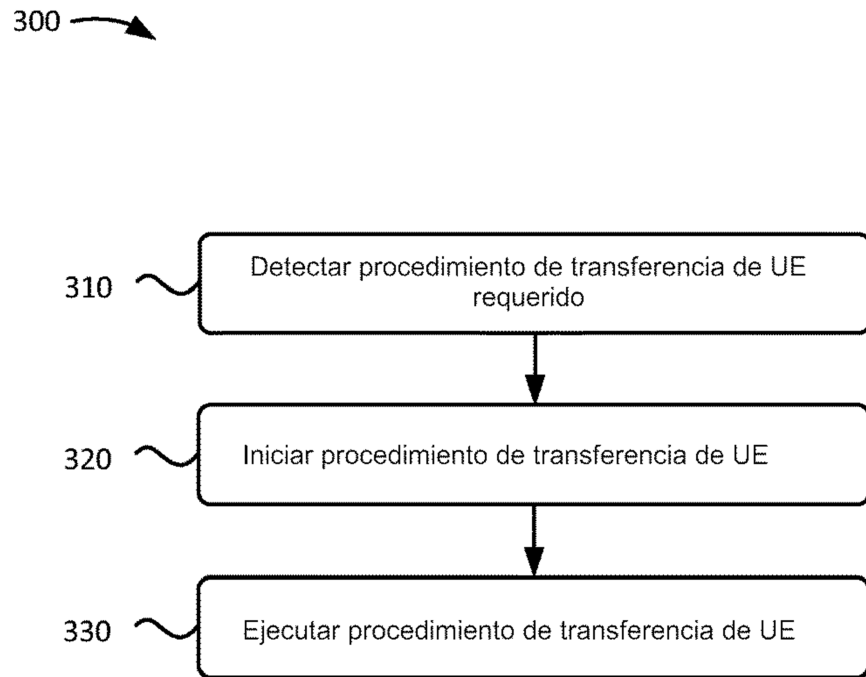 300
310
Detectar procedimiento de transferencia de UE
requerido
320
Iniciar procedimiento de transferencia de UE
330
Ejecutar procedimiento de transferencia de UE